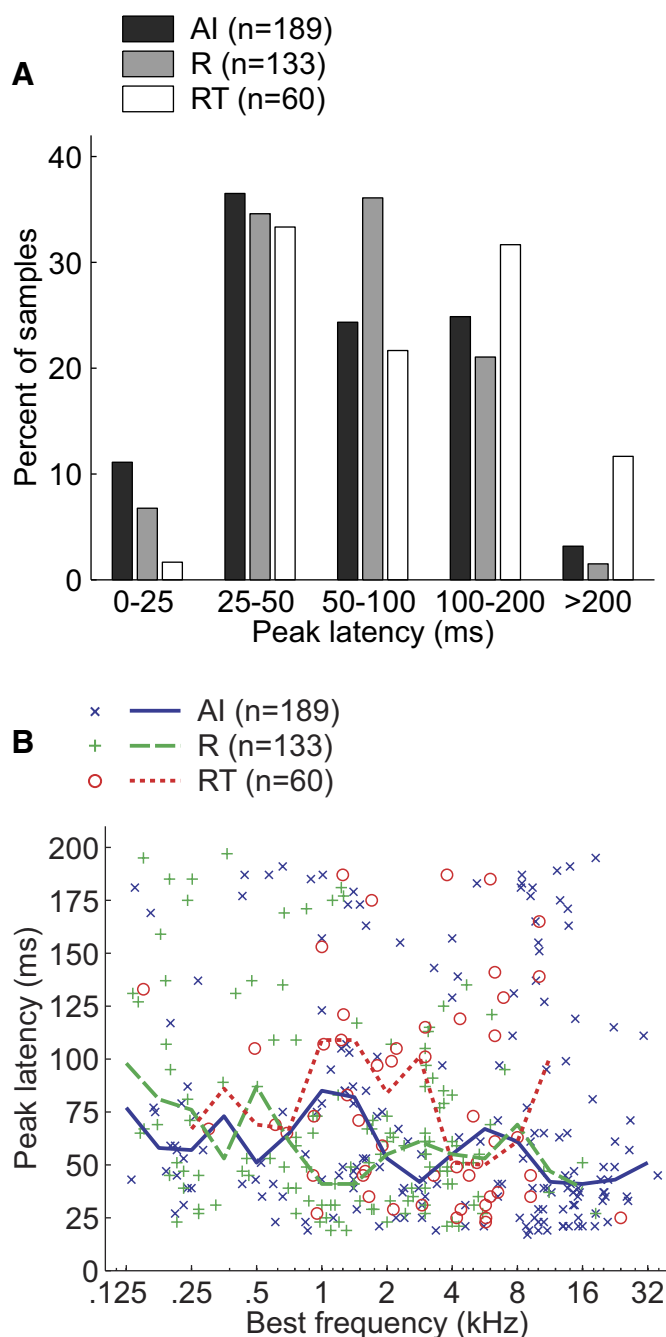 A
AI (n=189)
R (n=133)
RT (n=60)
Percent of samples
40
30
20
10
0
0-25 25-50 50-100 100-200 >200
Peak latency (ms)
B
AI (n=189)
R (n=133)
RT (n=60)
Peak latency (ms)
200
175
150
125
100
75
50
25
0
.125 .25 .5 1 2 4 8 16 32
Best frequency (kHz)